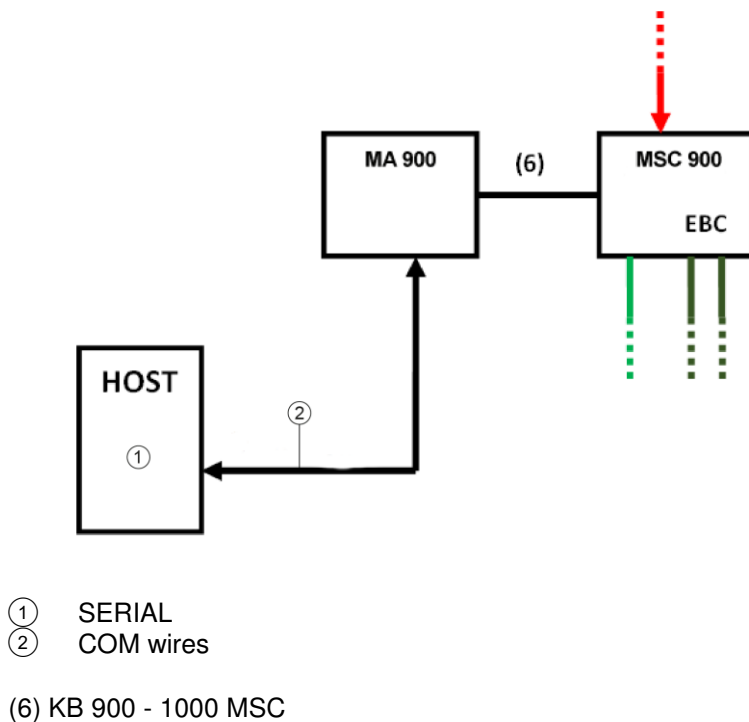 MA 900
(6)
MSC 900
EBC
HOST
2
1
1 SERIAL
2 COM wires
(6) KB 900 - 1000 MSC